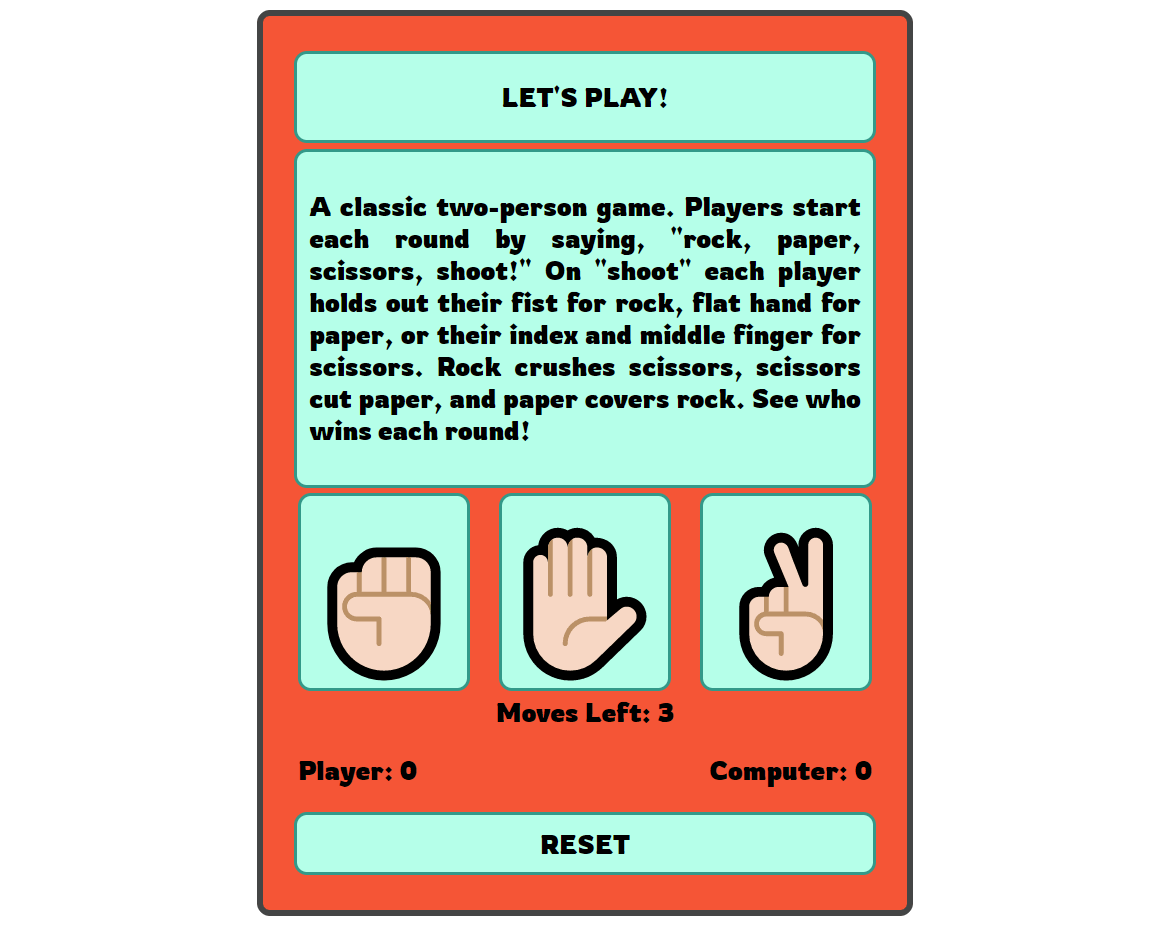 LET'S PLAY!
A classic two-person game. Players start
each round by saying, "rock, paper,
scissors, shoot!" On "shoot" each player
holds out their fist for rock, flat hand for
paper, or their index and middle finger for
scissors. Rock crushes scissors, scissors
cut paper, and paper covers rock. See who
wins each round!
Moves Left: 3
Player: 0
Computer: 0
RESET